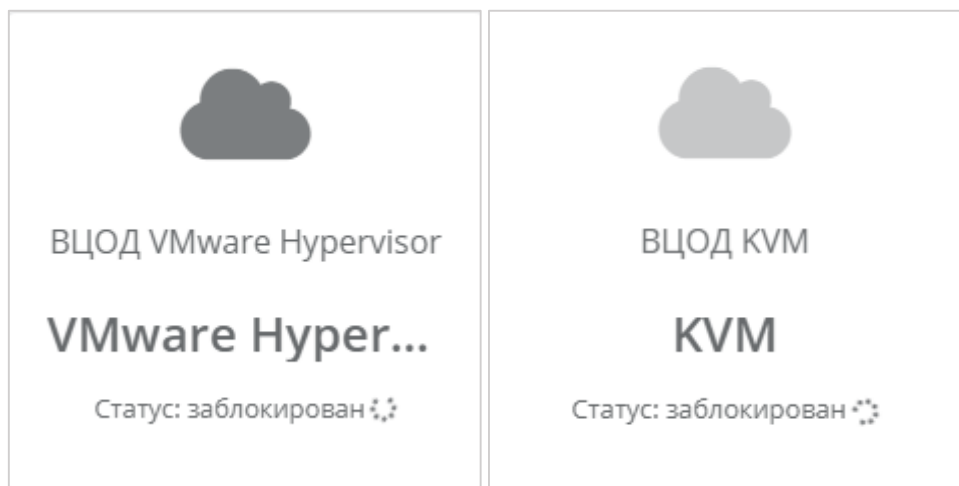 ВЦОД VMware Hypervisor
VMware Hyper...
Статус: заблокирован
ВЦОД KVM
KVM
Статус: заблокирован